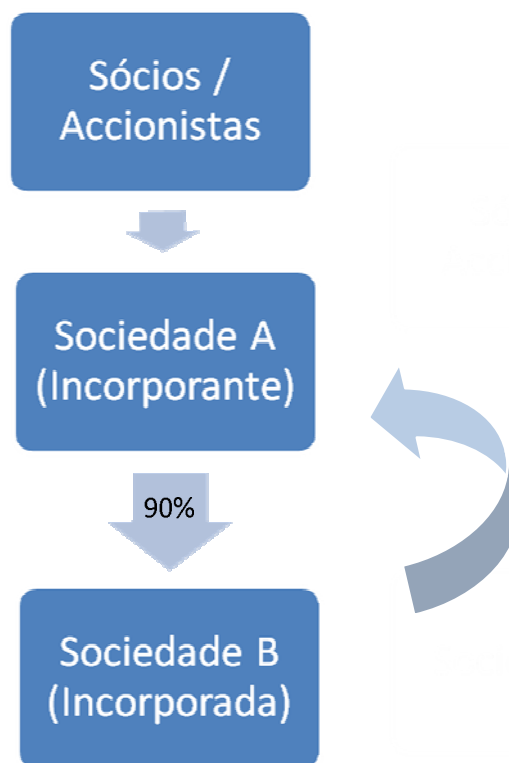 Sócios /
Accionistas
Sociedade A
(Incorporante)
90%
Sociedade B
(Incorporada)